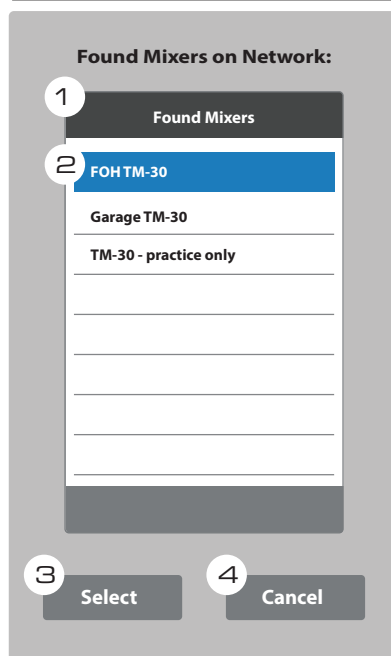 Found Mixers on Network:
1
Found Mixers
2
FOH TM-30
Garage TM-30
TM-30 - practice only
3
Select
4
Cancel